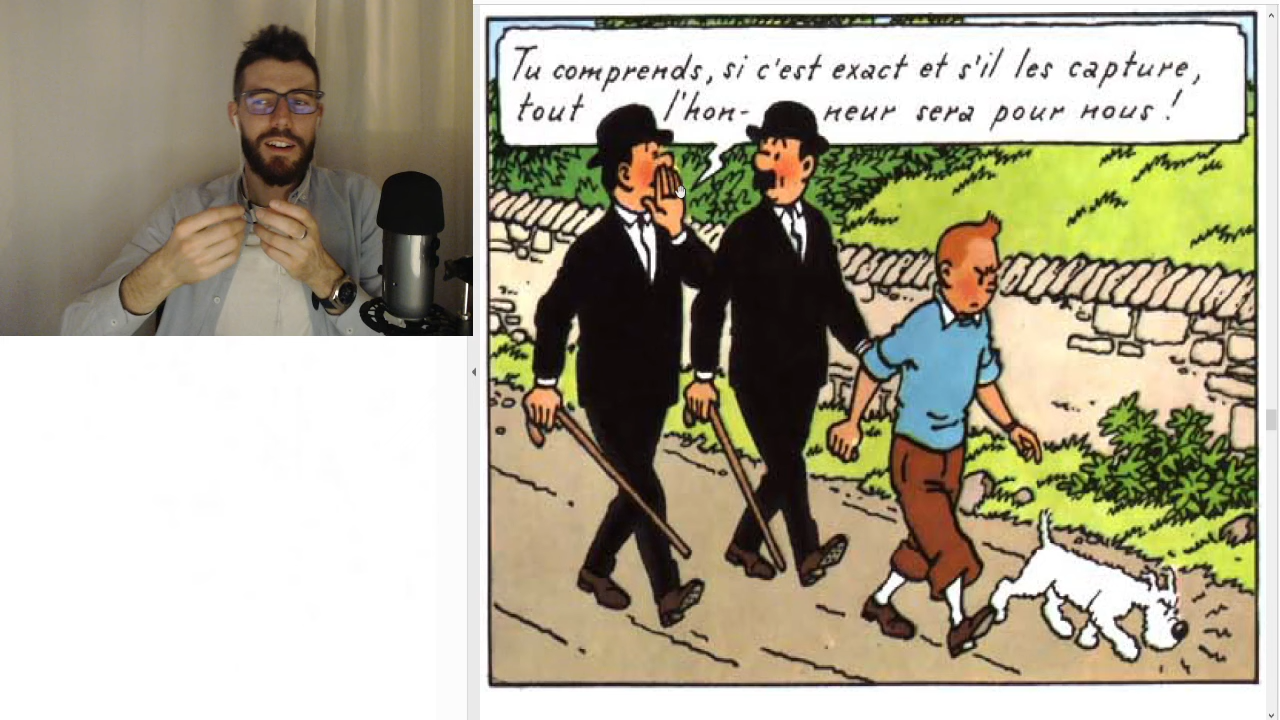 Tu comprends, si c'est exact et s'il les capture,
tout l'hon- neur sera pour nous !